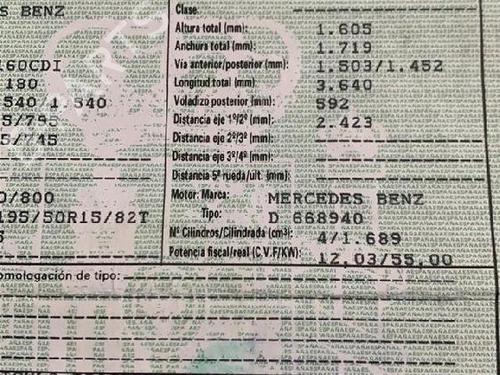 S BENZ
Clase
Altura total (mm): 1.605
Anchura total (mm): 1.719
160CDI
Vía anterior/posterior (mm): 1.503/1.452
180
Longitud total (mm): 3.640
540/1.540
Voladizo posterior (mm): 592
5/795
Distancia eje 1º/2º (mm): 2.423
5/745
Distancia eje 2º/3º (mm):
Distancia eje 3º/4º (mm):
Distancia 5ª rueda/últ. (mm):
0/800
Motor: Marca: MERCEDES BENZ
195/50R15/82T
Tipo: D 668940
5
Nº Cilindros/Cilindrada (cm³): 4/1.689
Potencia fiscal/real (C.V.F/KW): 12,03/55,00
omologación de tipo: